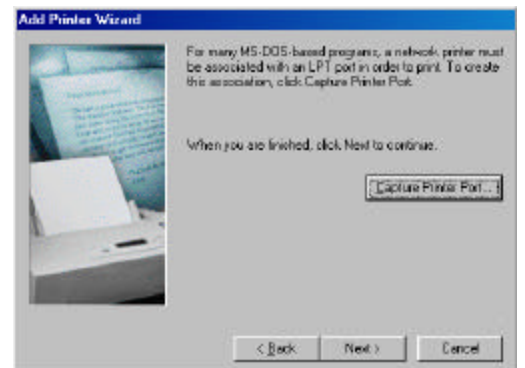 Add Printer Wizard
For many MS-DOS-based programs, a network printer must
be associated with an LPT port in order to print. To create
this association, click Capture Printer Port.
When you are finished, click Next to continue.
Capture Printer Port...
< Back
Next >
Cancel